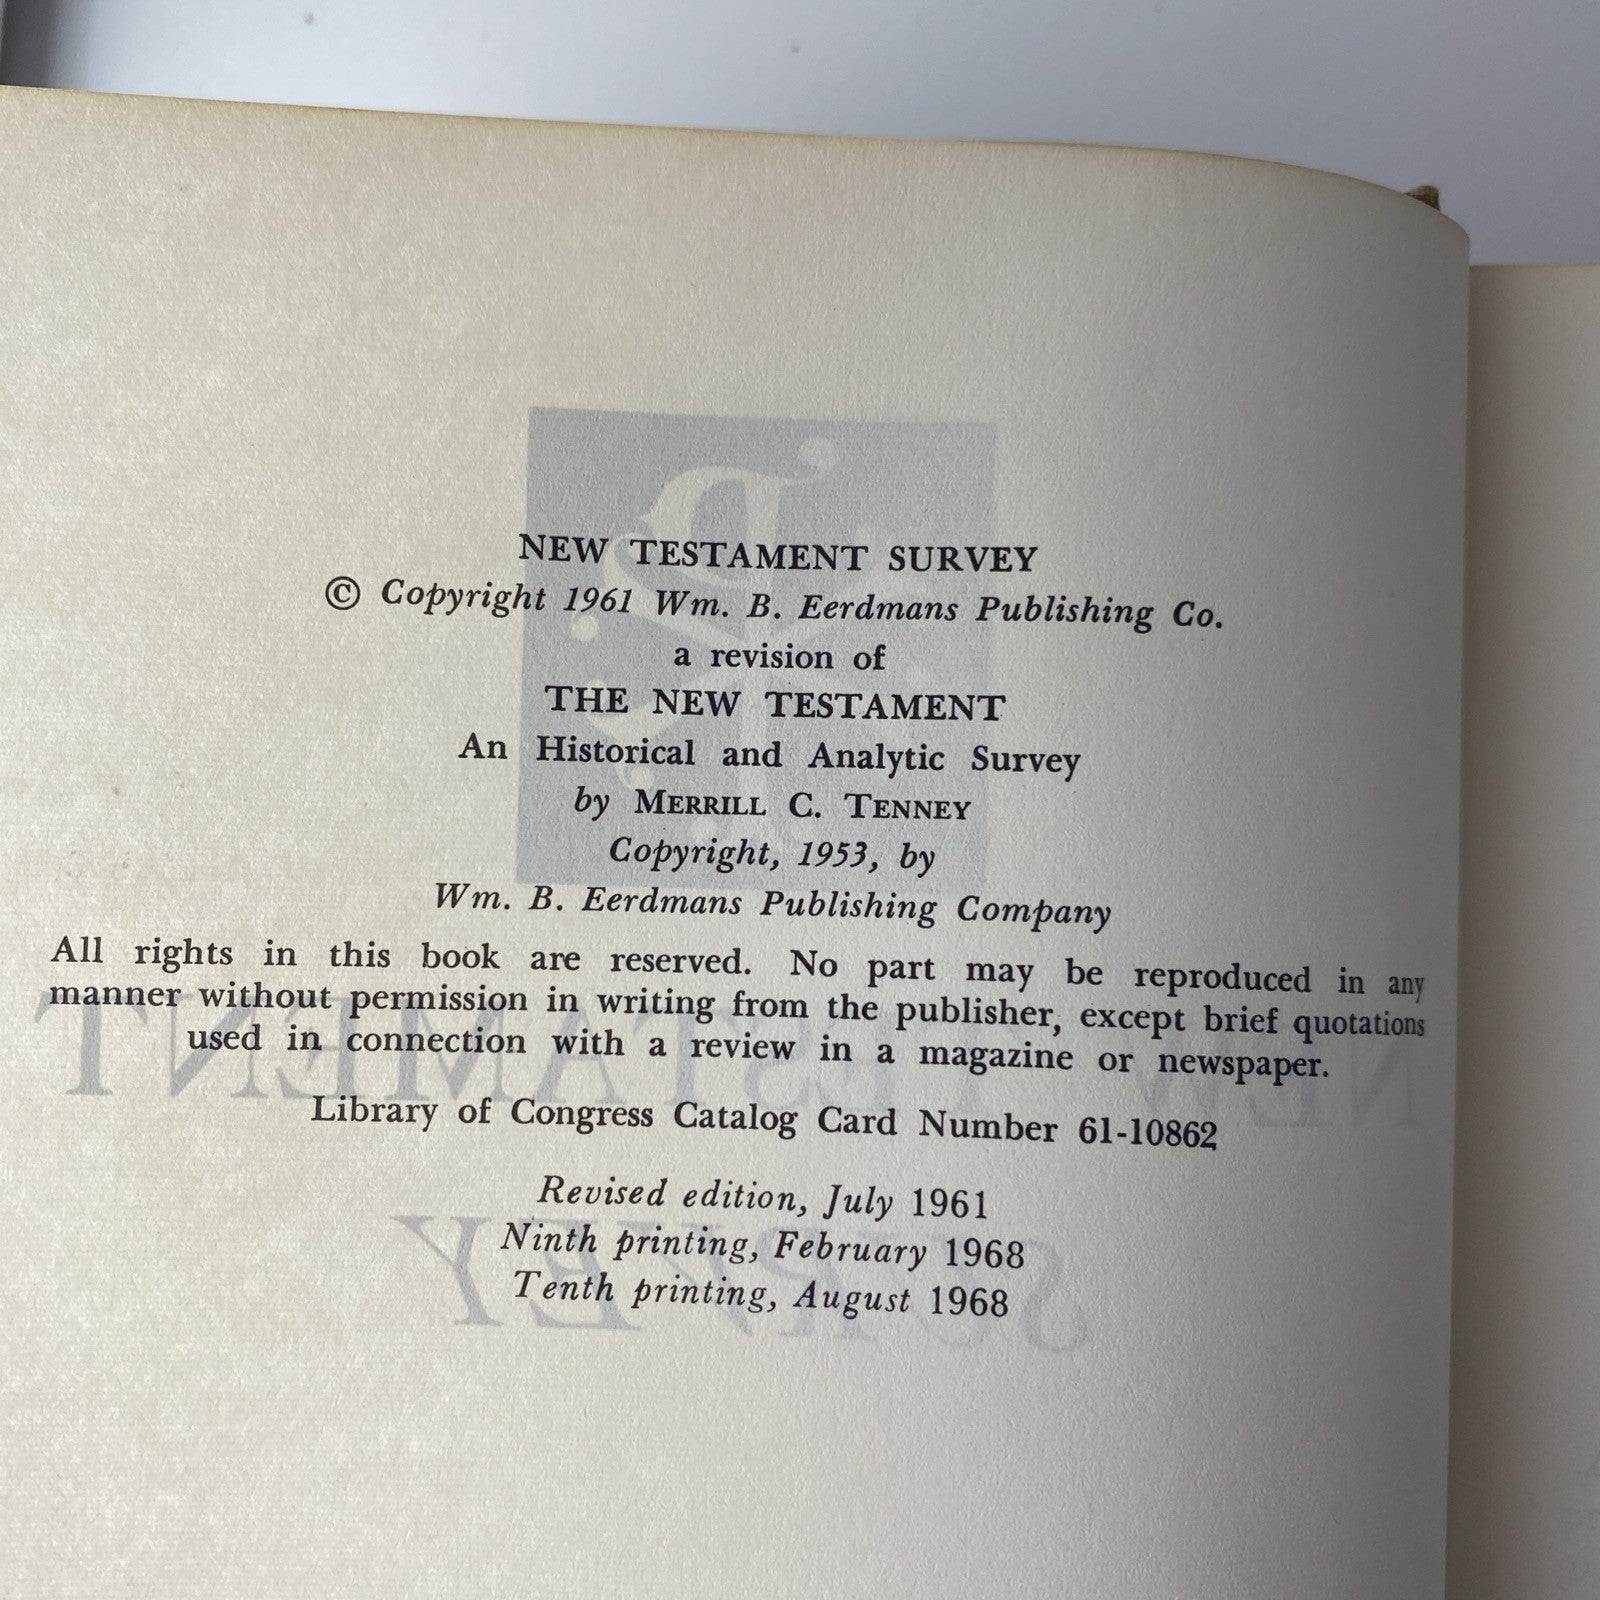 NEW TESTAMENT SURVEY
© Copyright 1961 Wm. B. Eerdmans Publishing Co.
a revision of
THE NEW TESTAMENT
An Historical and Analytic Survey
by MERRILL C. TENNEY
Copyright, 1953, by
Wm. B. Eerdmans Publishing Company
All rights in this book are reserved. No part may be reproduced in any
manner without permission in writing from the publisher, except brief quotations
used in connection with a review in a magazine or newspaper.
Library of Congress Catalog Card Number 61-10862
Revised edition, July 1961
Ninth printing, February 1968
Tenth printing, August 1968